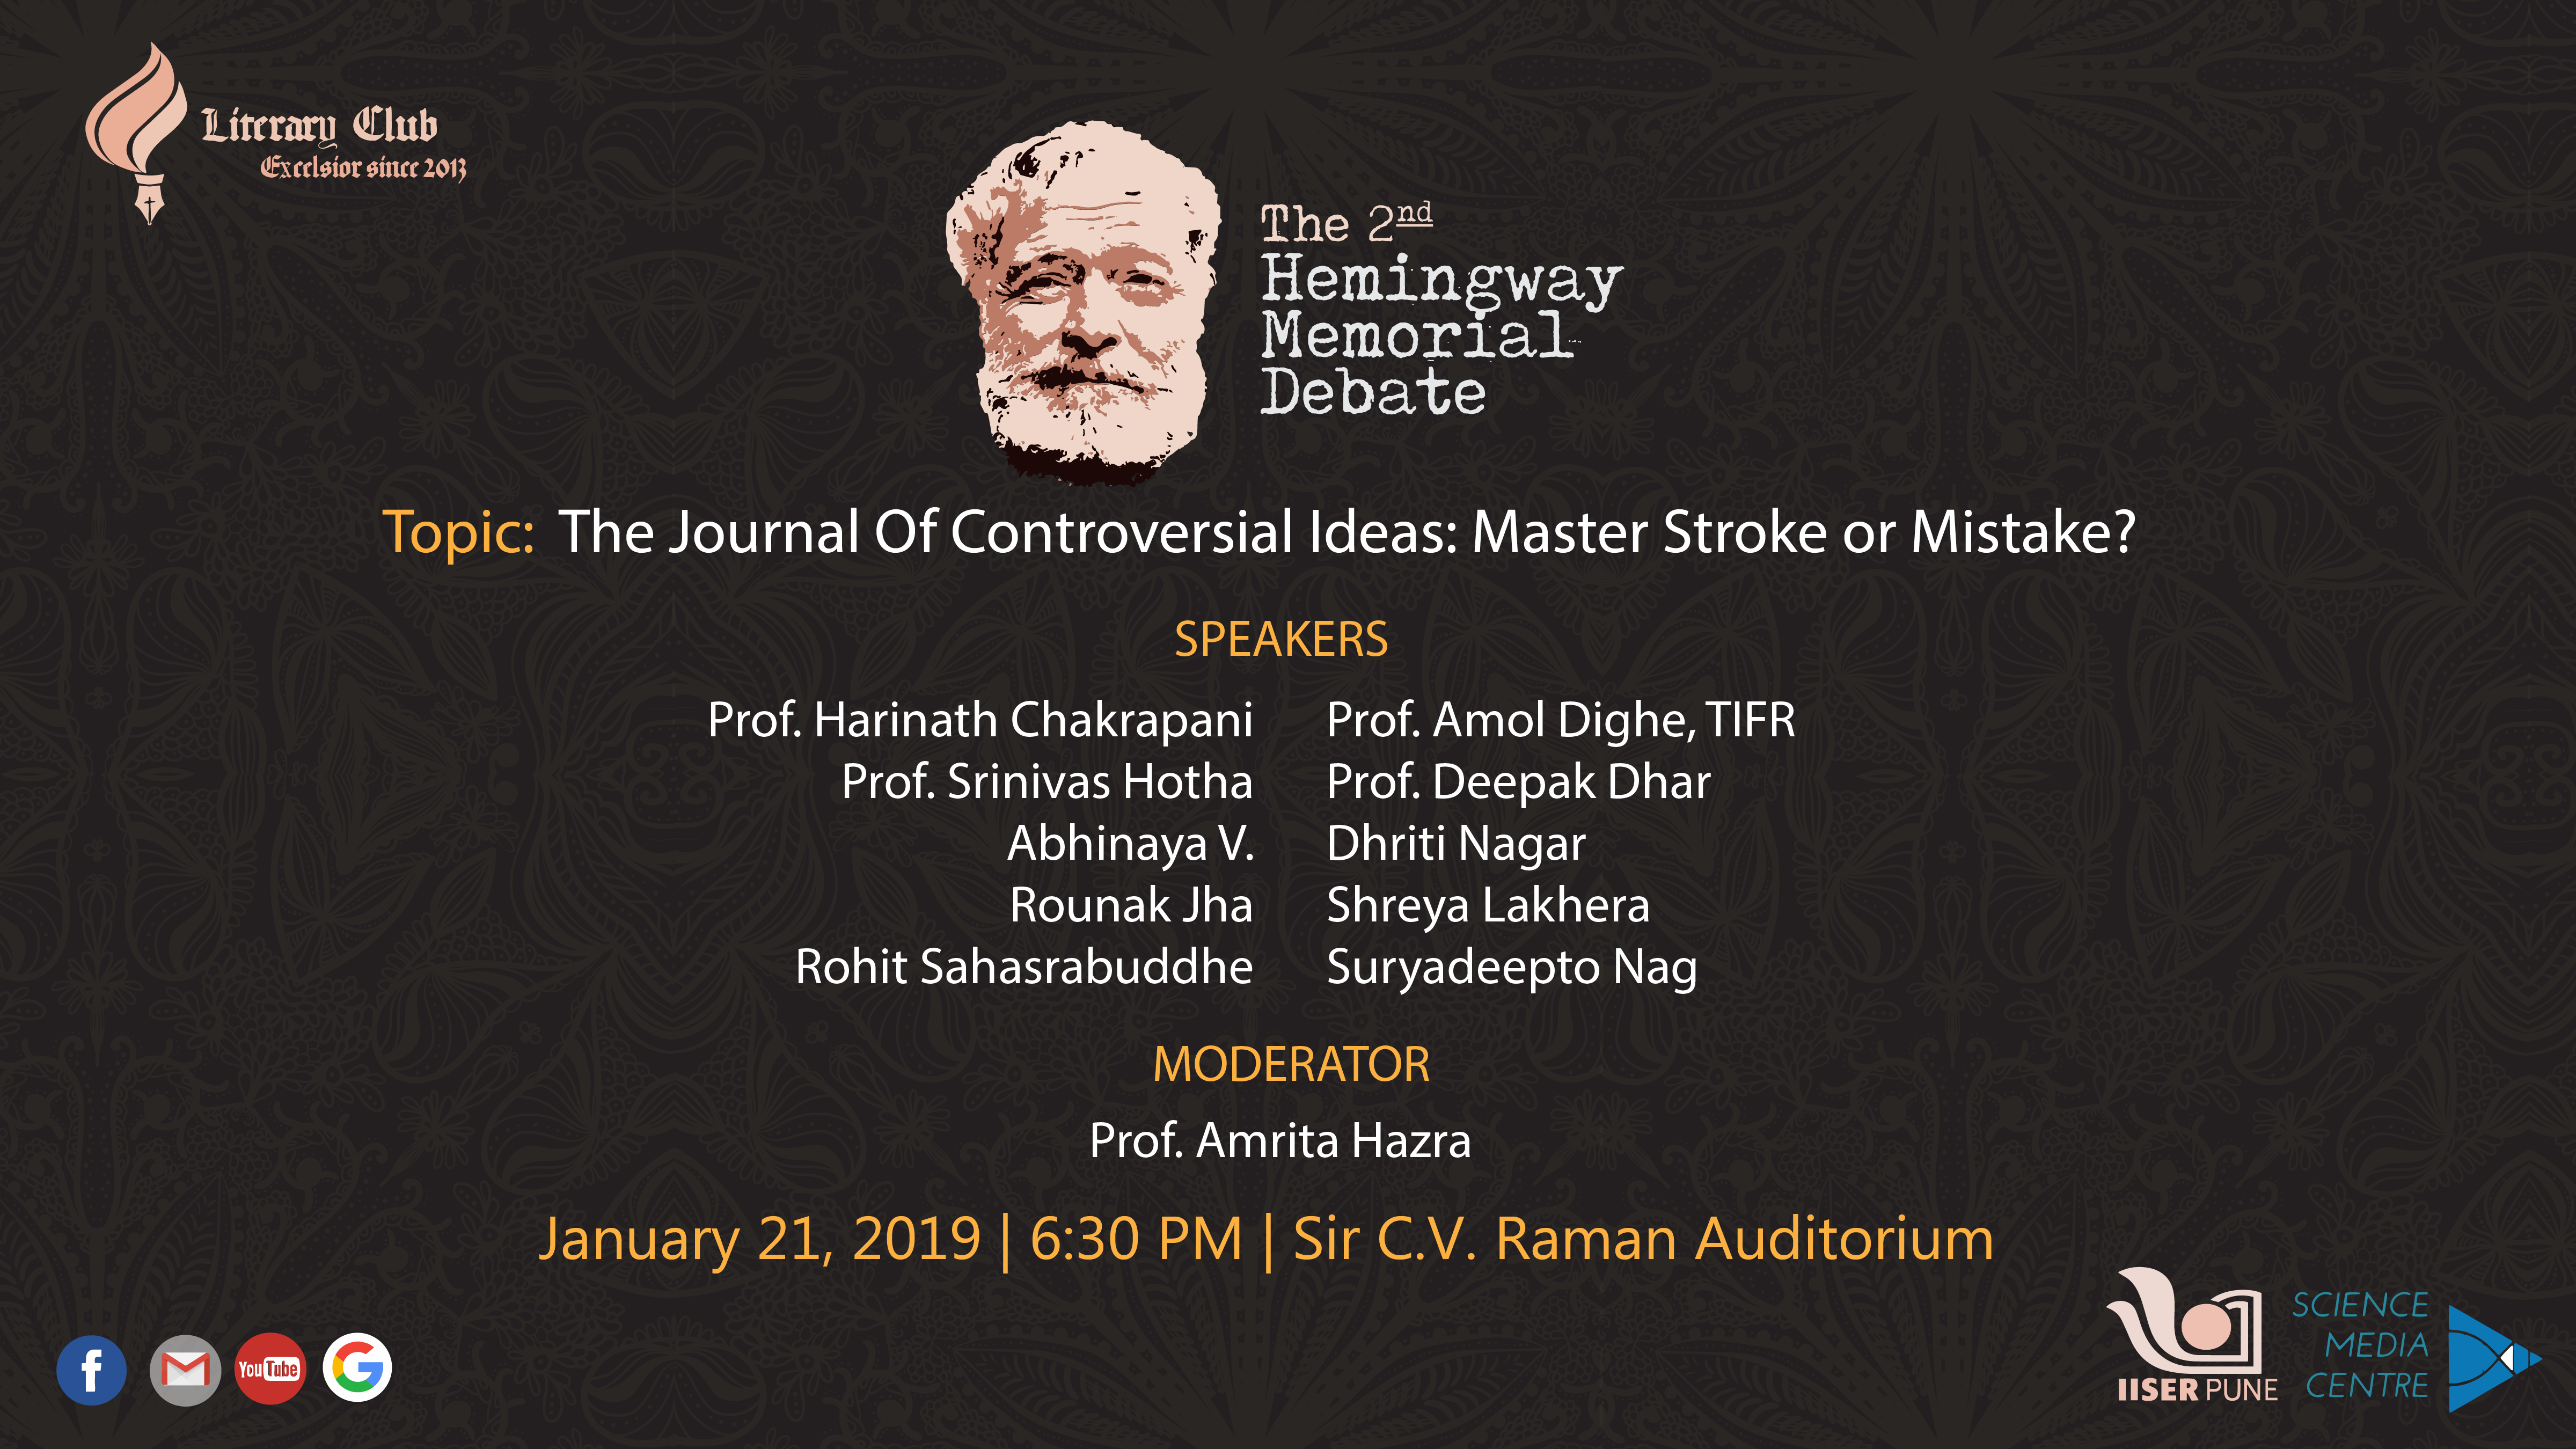 Literary Club
Excelsior since 2013
The 2nd
Hemingway
Memorial
Debate
Topic: The Journal Of Controversial Ideas: Master Stroke or Mistake?
SPEAKERS
Prof. Harinath Chakrapani
Prof. Srinivas Hotha
Abhinaya V.
Rounak Jha
Rohit Sahasrabuddhe
Prof. Amol Dighe, TIFR
Prof. Deepak Dhar
Dhriti Nagar
Shreya Lakhera
Suryadeepto Nag
MODERATOR
Prof. Amrita Hazra
January 21, 2019 | 6:30 PM | Sir C.V. Raman Auditorium
f
YouTube
G
IISER PUNE
SCIENCE
MEDIA
CENTRE